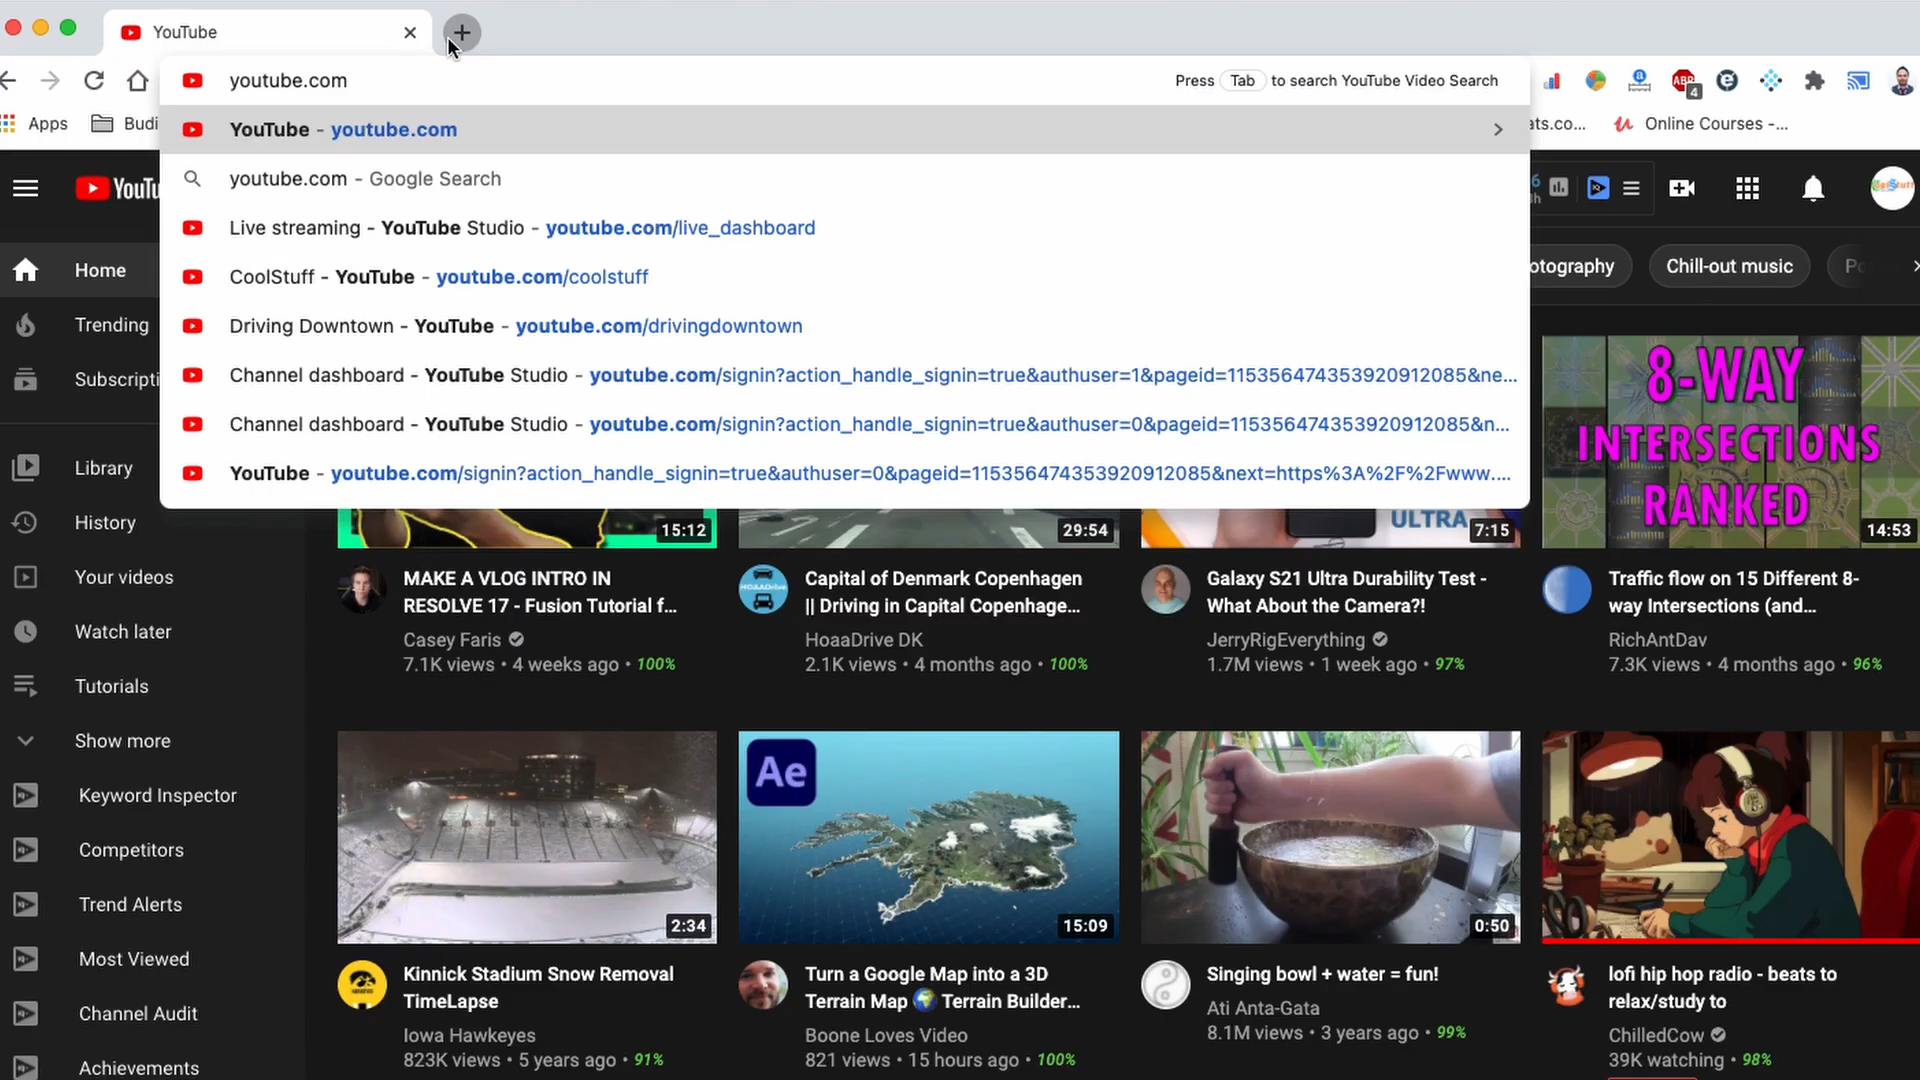 YouTube
youtube.com
Press Tab to search YouTube Video Search
ABP
4
YouTube - youtube.com
youtube.com - Google Search
Live streaming - YouTube Studio - youtube.com/live_dashboard
CoolStuff - YouTube - youtube.com/coolstuff
Driving Downtown - YouTube - youtube.com/drivingdowntown
Channel dashboard - YouTube Studio - youtube.com/signin?action_handle_signin=true&authuser=1&pageid=115356474353920912085&ne...
Channel dashboard - YouTube Studio - youtube.com/signin?action_handle_signin=true&authuser=0&pageid=115356474353920912085&n...
YouTube - youtube.com/signin?action_handle_signin=true&authuser=0&pageid=115356474353920912085&next=https%3A%2F%2Fwww....
Apps
Budi
ats.co...
Online Courses -...
YouTu
6
h
Home
Trending
Subscripti
Library
History
Your videos
Watch later
Tutorials
Show more
Keyword Inspector
Competitors
Trend Alerts
Most Viewed
Channel Audit
Achievements
otography
Chill-out music
Po
15:12
MAKE A VLOG INTRO IN
RESOLVE 17 - Fusion Tutorial f...
Casey Faris
7.1K views • 4 weeks ago • 100%
29:54
HOAADrive
Capital of Denmark Copenhagen
|| Driving in Capital Copenhage...
HoaaDrive DK
2.1K views • 4 months ago • 100%
ULTRA
7:15
Galaxy S21 Ultra Durability Test -
What About the Camera?!
JerryRigEverything
1.7M views • 1 week ago • 97%
8-WAY
INTERSECTIONS
RANKED
14:53
Traffic flow on 15 Different 8-
way Intersections (and...
RichAntDav
7.3K views • 4 months ago • 96%
2:34
Kinnick Stadium Snow Removal
TimeLapse
Iowa Hawkeyes
823K views • 5 years ago • 91%
Ae
15:09
Turn a Google Map into a 3D
Terrain Map 🌍 Terrain Builder...
Boone Loves Video
821 views • 15 hours ago • 100%
0:50
Singing bowl + water = fun!
Ati Anta-Gata
8.1M views • 3 years ago • 99%
lofi hip hop radio - beats to
relax/study to
ChilledCow
39K watching • 98%